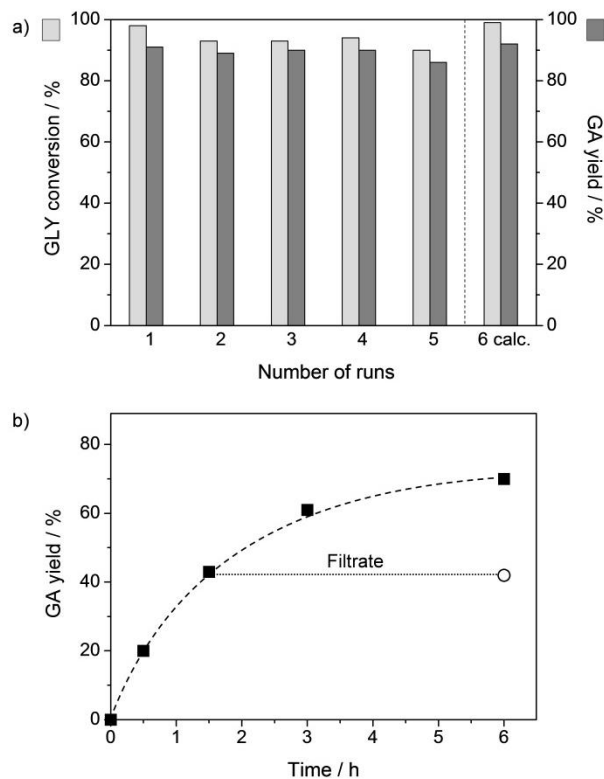 a)
GLY conversion / %
100
80
60
40
20
0
100
80
60
40
20
0
GA yield / %
1 2 3 4 5 6 calc.
Number of runs
b)
GA yield / %
80
60
40
20
0
Filtrate
0 1 2 3 4 5 6
Time / h